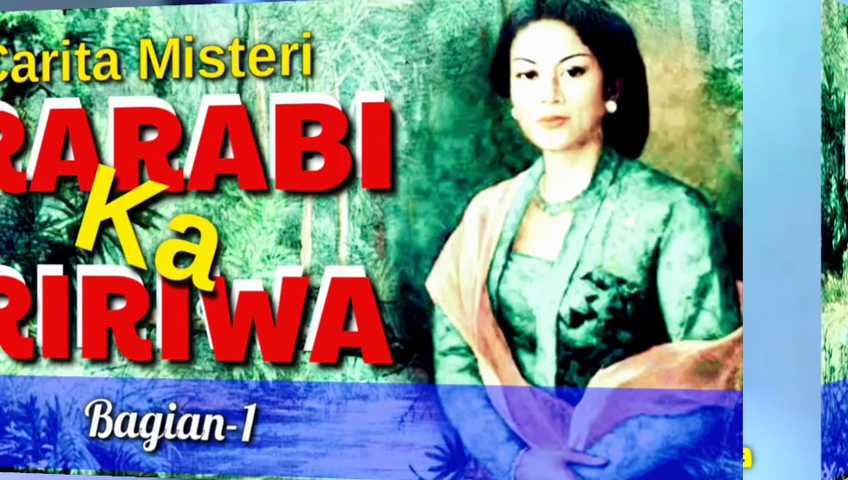 Carita Misteri
RARABI
Ka
RIRIWA
Bagian-1